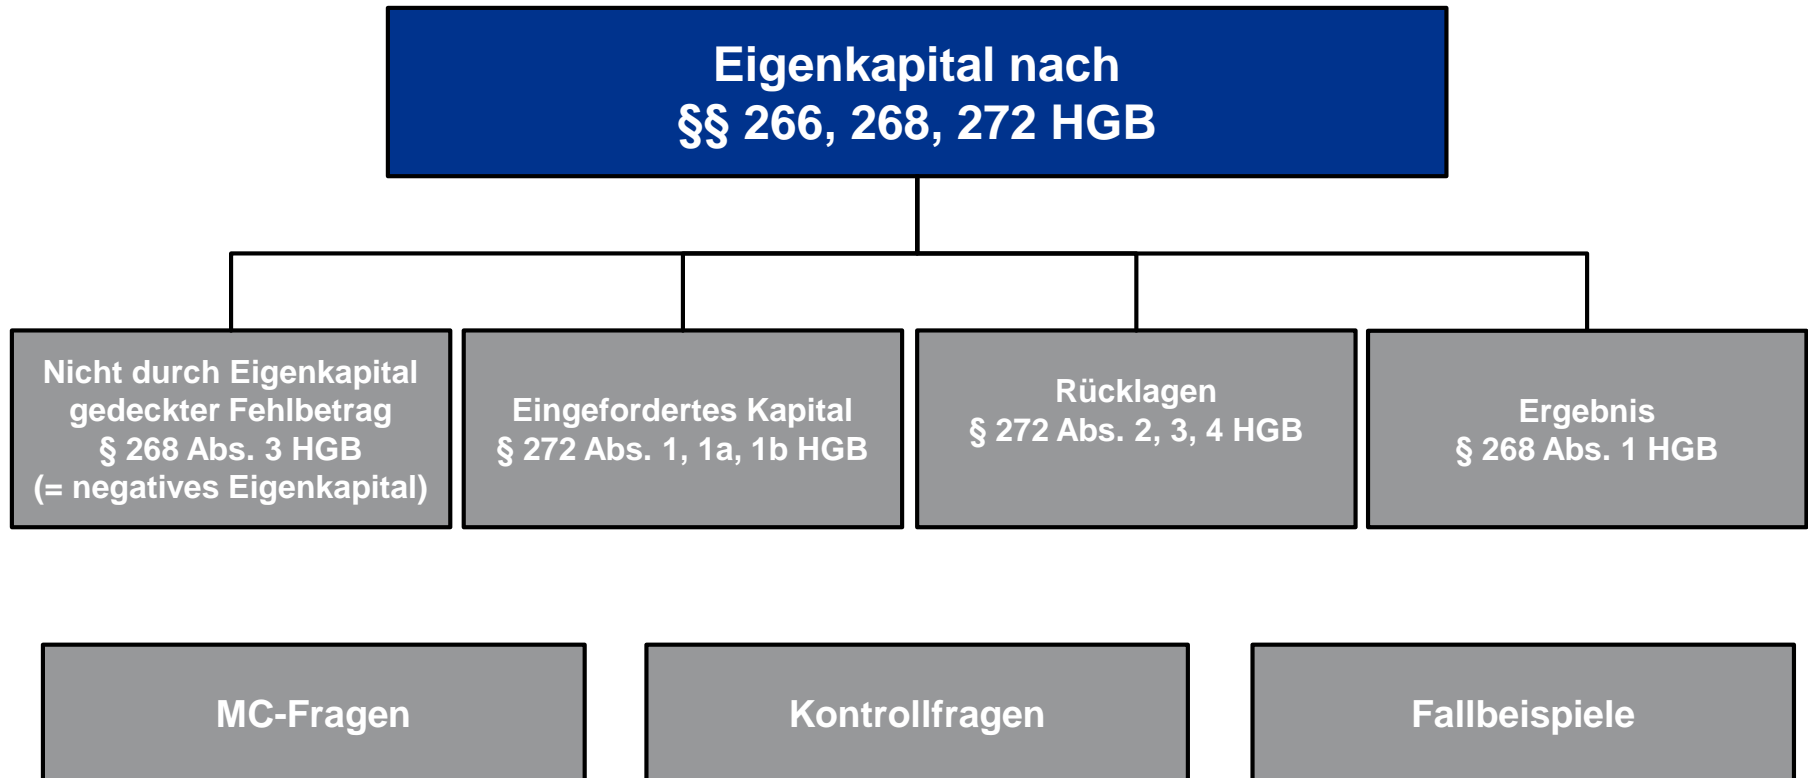 Eigenkapital nach
§§ 266, 268, 272 HGB
Nicht durch Eigenkapital
gedeckter Fehlbetrag
§ 268 Abs. 3 HGB
(= negatives Eigenkapital)
Eingefordertes Kapital
§ 272 Abs. 1, 1a, 1b HGB
Rücklagen
§ 272 Abs. 2, 3, 4 HGB
Ergebnis
§ 268 Abs. 1 HGB
MC-Fragen
Kontrollfragen
Fallbeispiele